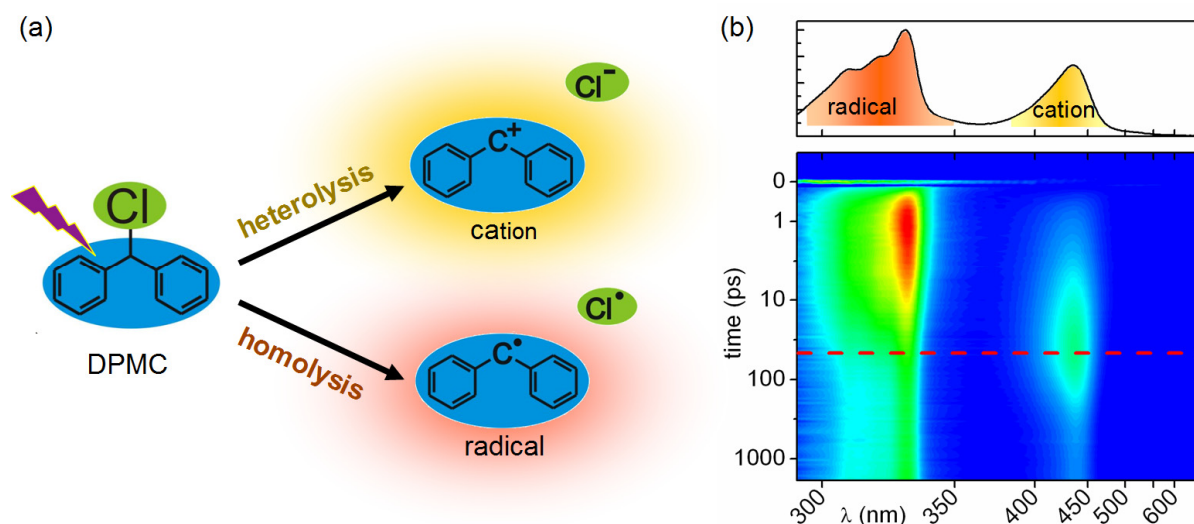 (a)
Cl
DPMC
heterolysis
homolysis
Cl⁻
C⁺
cation
Cl•
C•
radical
(b)
radical
cation
0
1
10
100
1000
time (ps)
300
350
400
450
500
600
λ (nm)